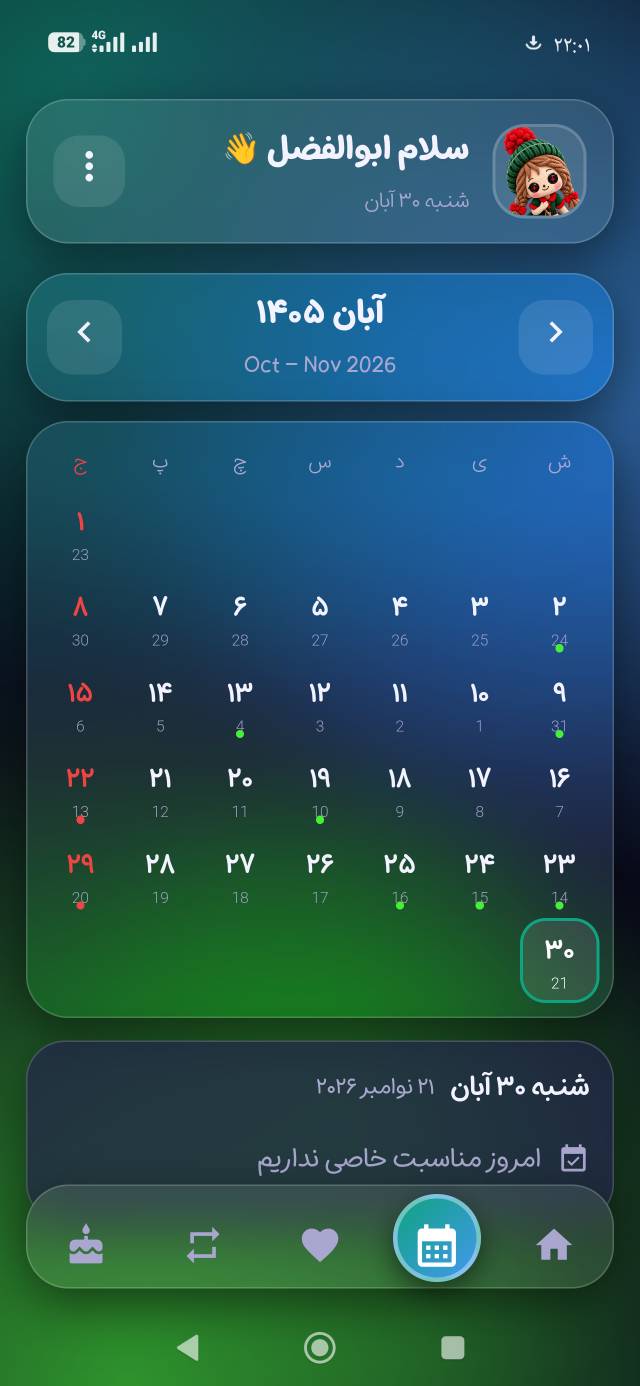 82 4G ۲۲:۰۱
سلام ابوالفضل 👋
شنبه ۳۰ آبان
آبان ۱۴۰۵
Oct – Nov 2026
ش ی د س چ پ ج
۱
23
۲ ۳ ۴ ۵ ۶ ۷ ۸
24 25 26 27 28 29 30
۹ ۱۰ ۱۱ ۱۲ ۱۳ ۱۴ ۱۵
31 1 2 3 4 5 6
۱۶ ۱۷ ۱۸ ۱۹ ۲۰ ۲۱ ۲۲
7 8 9 10 11 12 13
۲۳ ۲۴ ۲۵ ۲۶ ۲۷ ۲۸ ۲۹
14 15 16 17 18 19 20
۳۰
21
شنبه ۳۰ آبان ۲۱ نوامبر ۲۰۲۶
امروز مناسبت خاصی نداریم